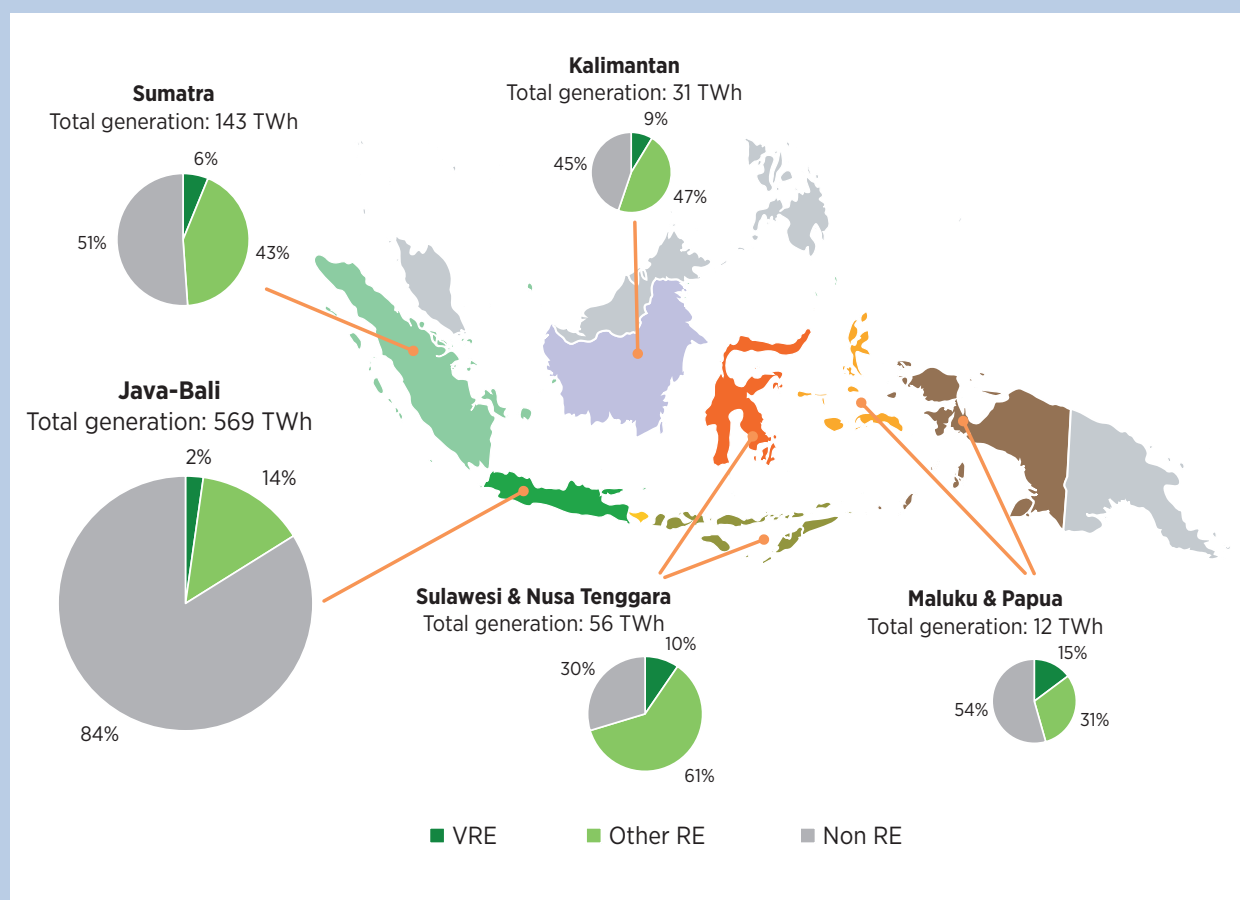 Sumatra
Total generation: 143 TWh
6%
43%
51%
Kalimantan
Total generation: 31 TWh
9%
47%
45%
Java-Bali
Total generation: 569 TWh
2%
14%
84%
Sulawesi & Nusa Tenggara
Total generation: 56 TWh
10%
30%
61%
Maluku & Papua
Total generation: 12 TWh
15%
54%
31%
VRE
Other RE
Non RE